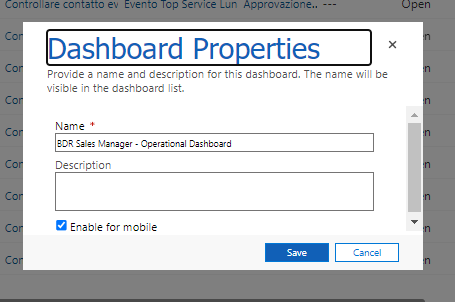 Controllare contatto ev Evento Top Service Lun Approvazione.. --- Open
Dashboard Properties
Provide a name and description for this dashboard. The name will be
visible in the dashboard list.
Name *
BDR Sales Manager - Operational Dashboard
Description
Enable for mobile
Save Cancel